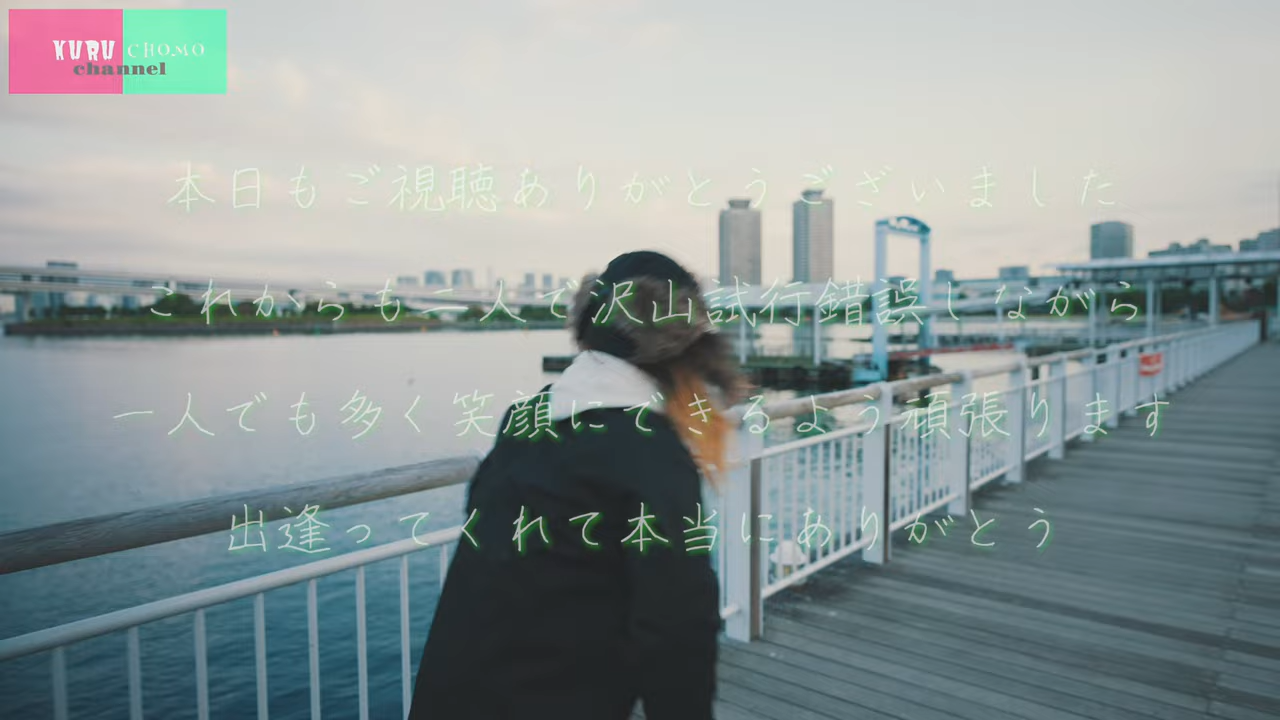 KURU CHOMO
channel
本日もご視聴ありがとうございました
これからも二人で沢山試行錯誤しながら
一人でも多く笑顔にできるよう頑張ります
出逢ってくれて本当にありがとう